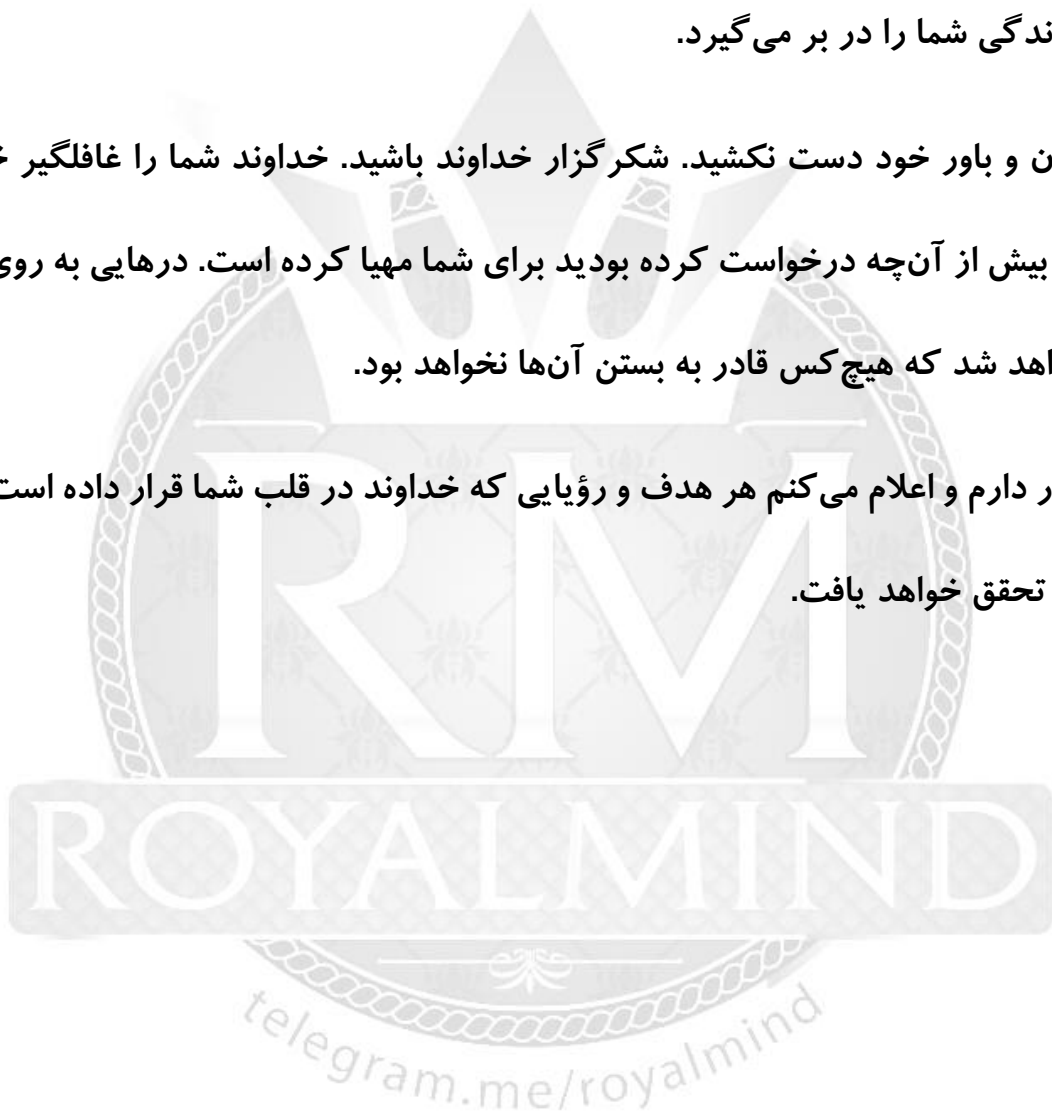 ندگی شما را در بر می‌گیرد.
ن و باور خود دست نکشید. شکرگزار خداوند باشید. خداوند شما را غافلگیر
بیش از آن‌چه درخواست کرده بودید برای شما مهیا کرده است. درهایی به روی
اهد شد که هیچ‌کس قادر به بستن آن‌ها نخواهد بود.
ر دارم و اعلام می‌کنم هر هدف و رؤیایی که خداوند در قلب شما قرار داده است
تحقق خواهد یافت.
RM
ROYALMIND
telegram.me/royalmind